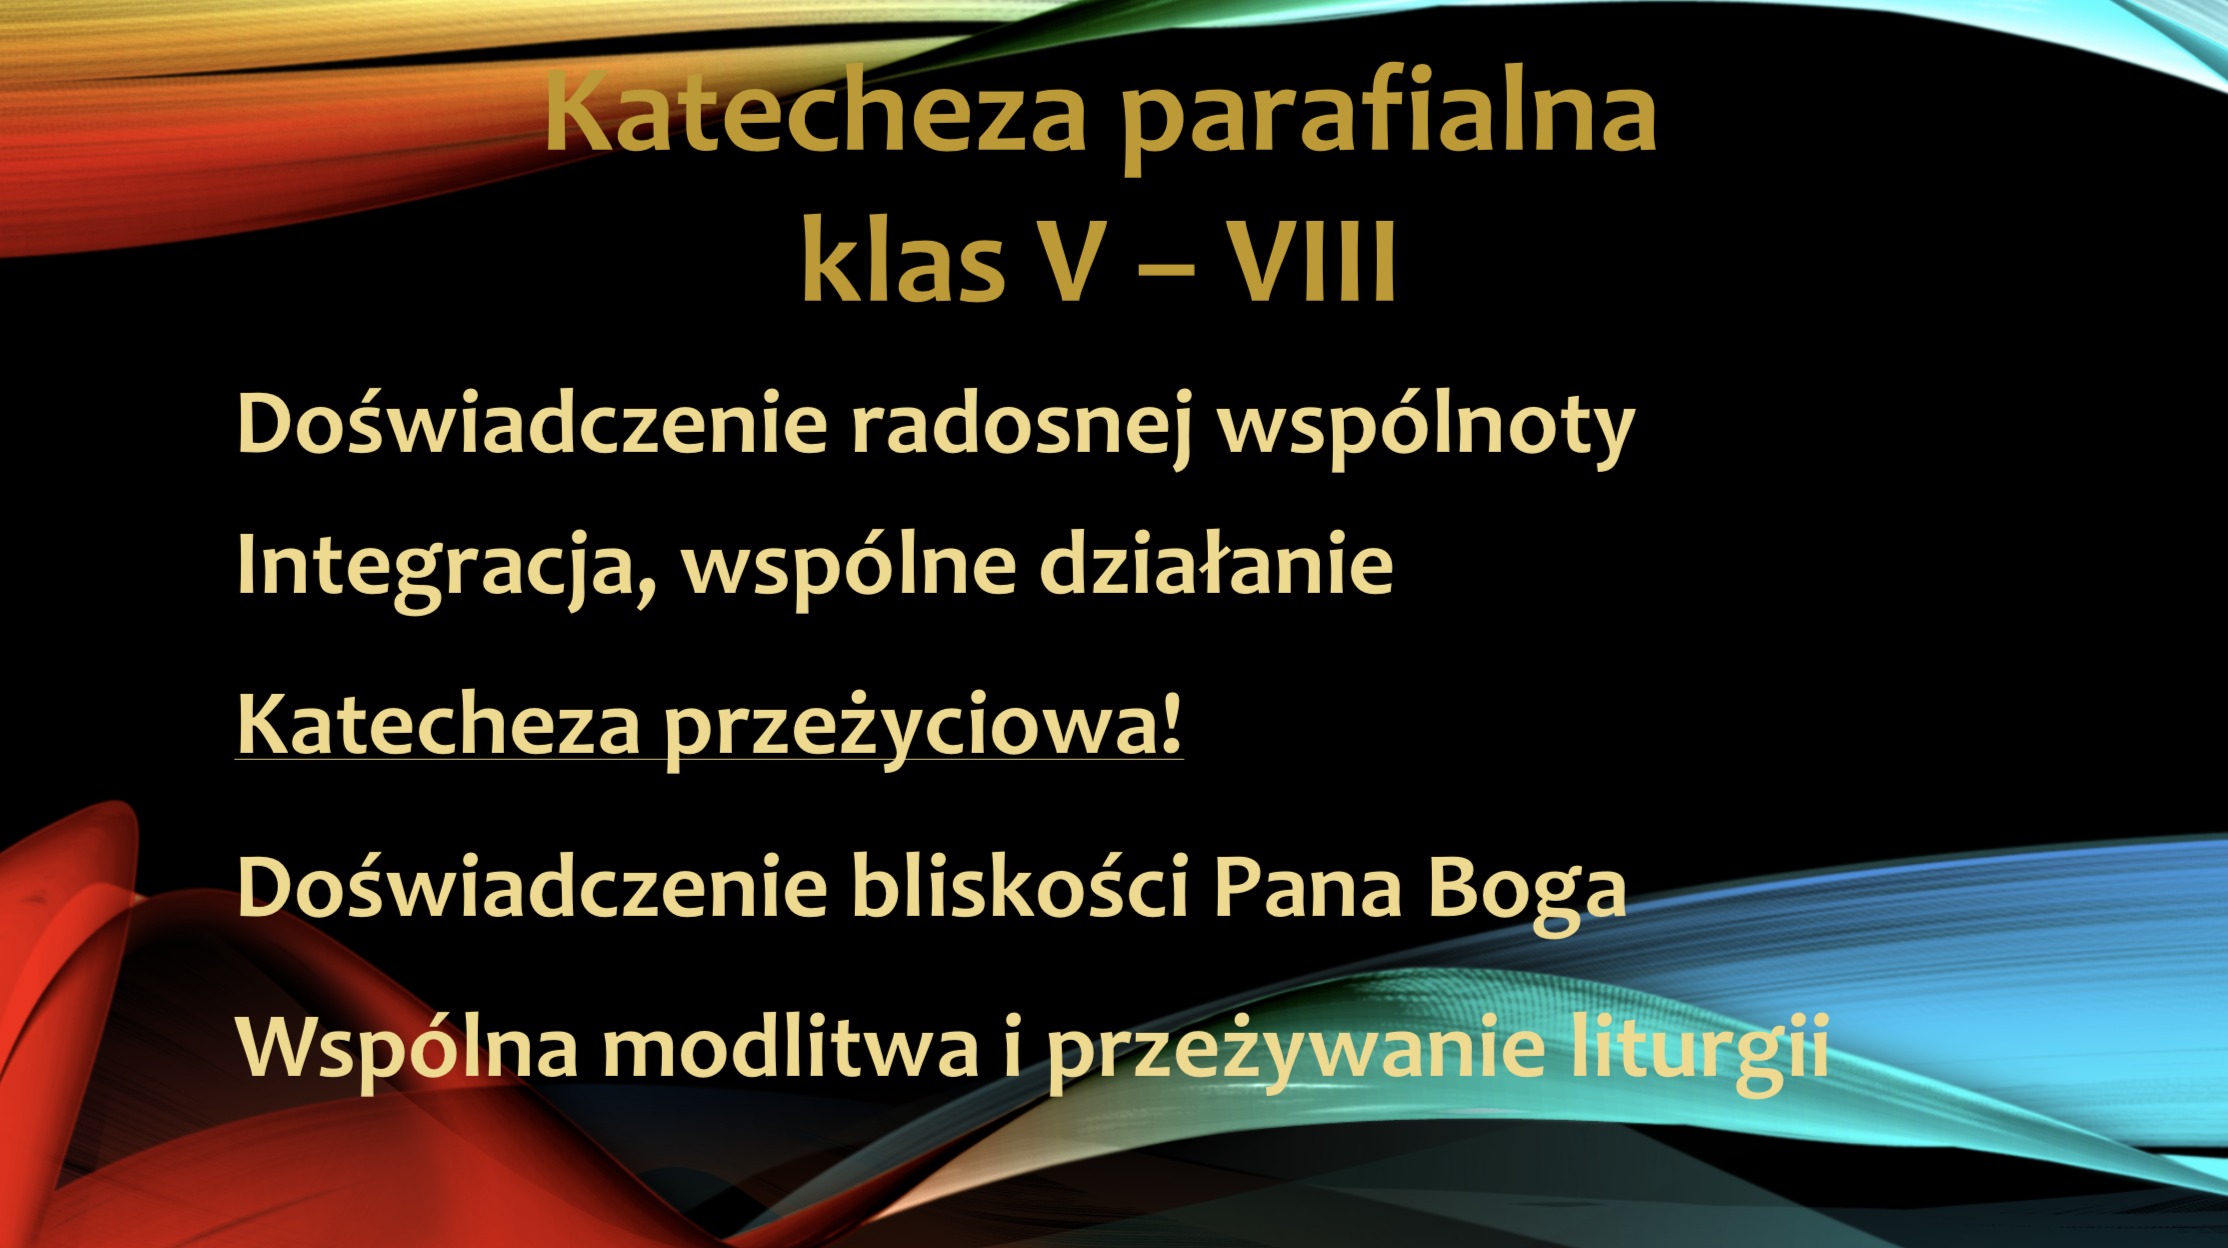 Katecheza parafialna
klas V – VIII
Doświadczenie radosnej wspólnoty
Integracja, wspólne działanie
Katecheza przeżyciowa!
Doświadczenie bliskości Pana Boga
Wspólna modlitwa i przeżywanie liturgii